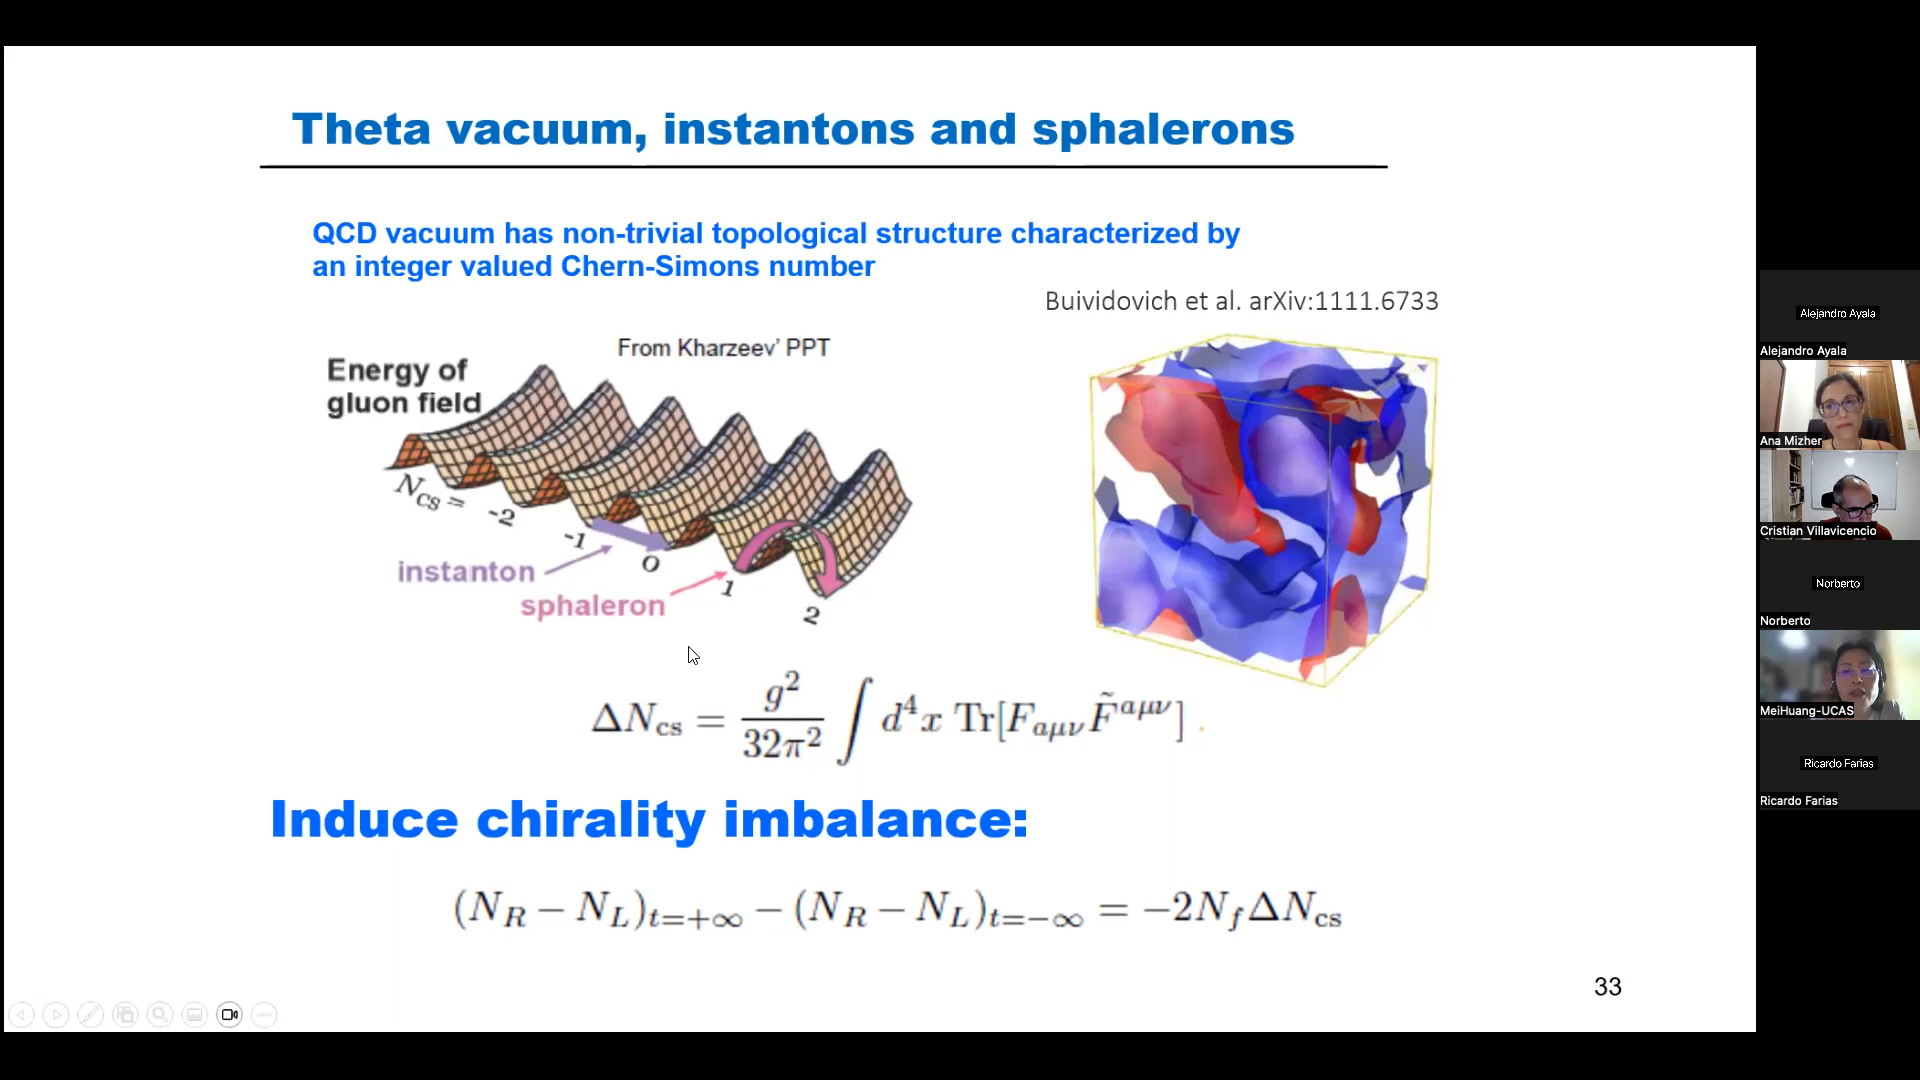 Theta vacuum, instantons and sphalerons
QCD vacuum has non-trivial topological structure characterized by
an integer valued Chern-Simons number
Buividovich et al. arXiv:1111.6733
From Kharzeev' PPT
Energy of
gluon field
N_CS = -2 -1 0 1 2
instanton
sphaleron
ΔN_cs = g²/32π² ∫ d⁴x Tr[F_{aμν} F̃^{aμν}] .
Induce chirality imbalance:
(N_R − N_L)_{t=+∞} − (N_R − N_L)_{t=−∞} = −2N_f ΔN_cs
33
Alejandro Ayala
Alejandro Ayala
Ana Mizher
Cristian Villavicencio
Norberto
Norberto
MeiHuang-UCAS
Ricardo Farias
Ricardo Farias